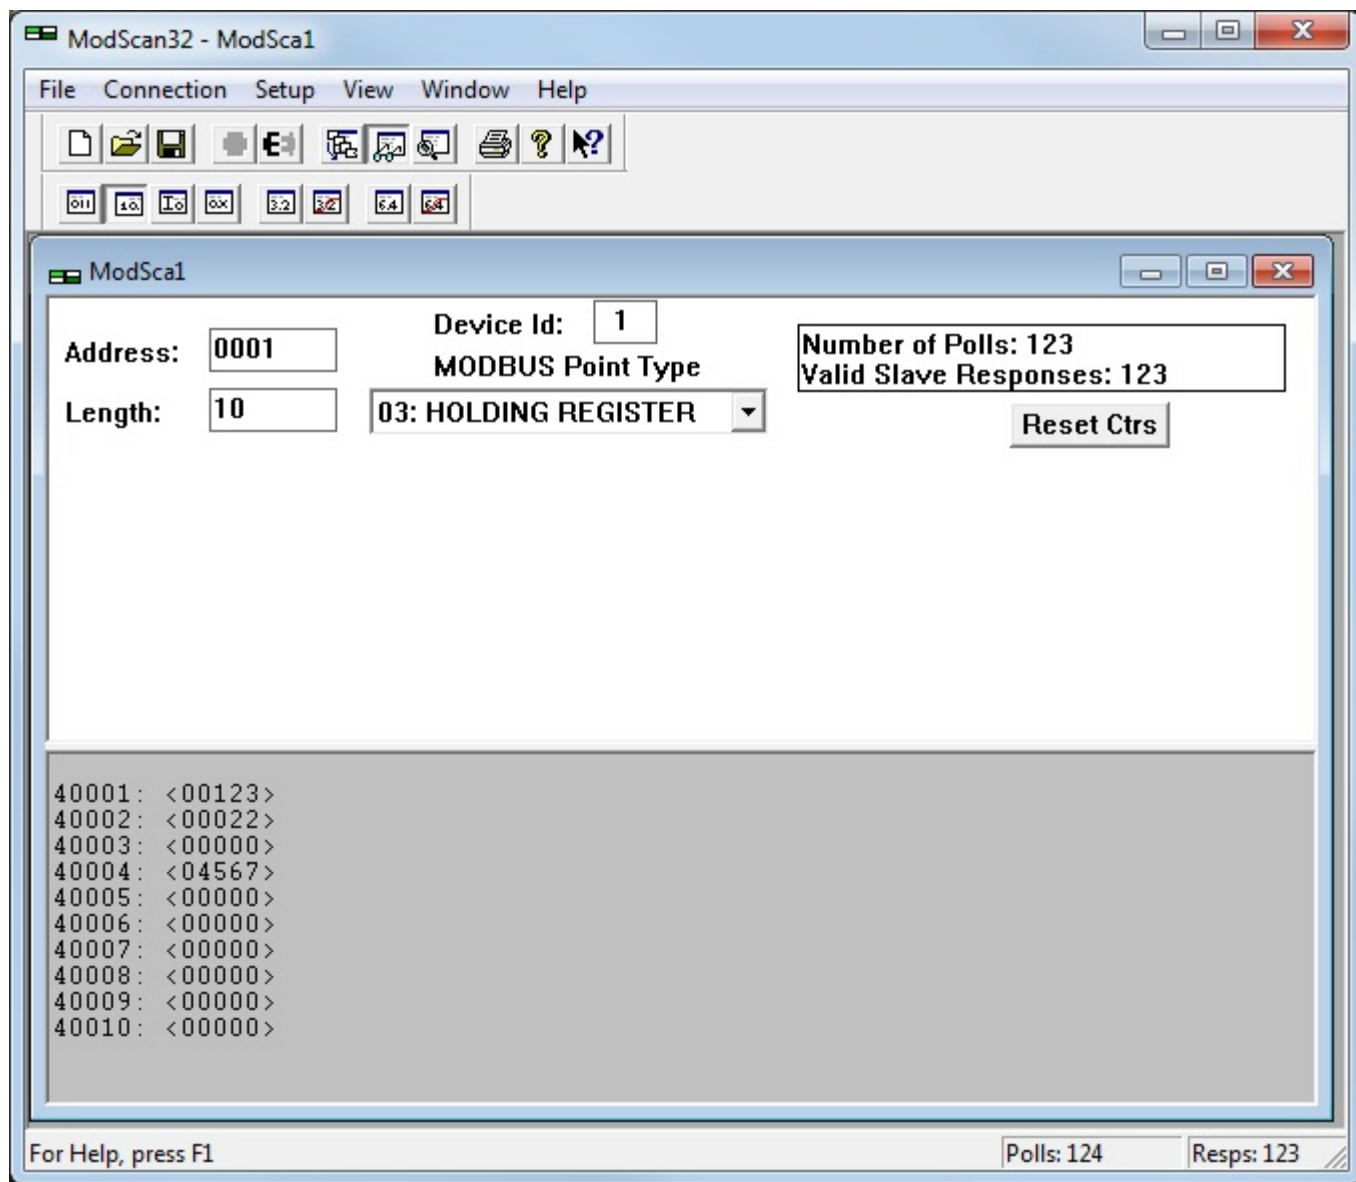 ModScan32 - ModSca1
File Connection Setup View Window Help
ModSca1
Address: 0001
Device Id: 1
MODBUS Point Type
Length: 10
03: HOLDING REGISTER
Number of Polls: 123
Valid Slave Responses: 123
Reset Ctrs
40001: <00123>
40002: <00022>
40003: <00000>
40004: <04567>
40005: <00000>
40006: <00000>
40007: <00000>
40008: <00000>
40009: <00000>
40010: <00000>
For Help, press F1
Polls: 124
Resps: 123